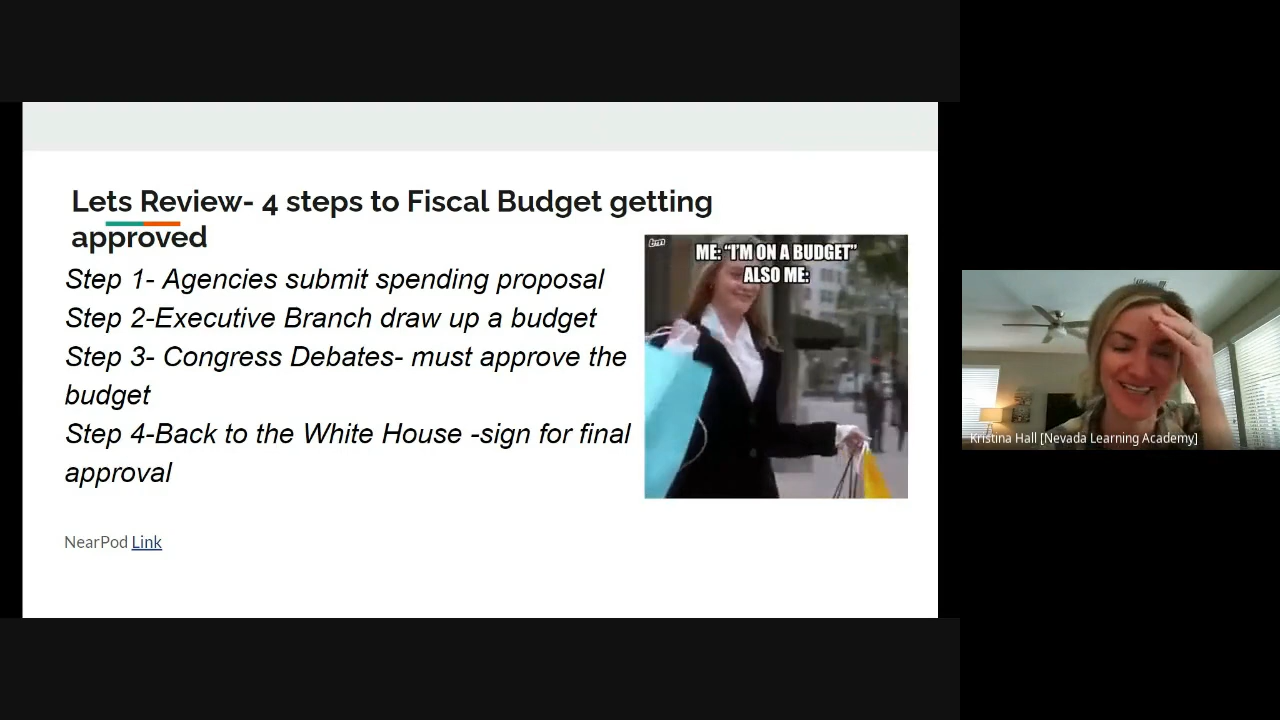 Lets Review- 4 steps to Fiscal Budget getting
approved
Step 1- Agencies submit spending proposal
Step 2-Executive Branch draw up a budget
Step 3- Congress Debates- must approve the
budget
Step 4-Back to the White House -sign for final
approval
NearPod Link
ME: "I'M ON A BUDGET"
ALSO ME:
Kristina Hall [Nevada Learning Academy]